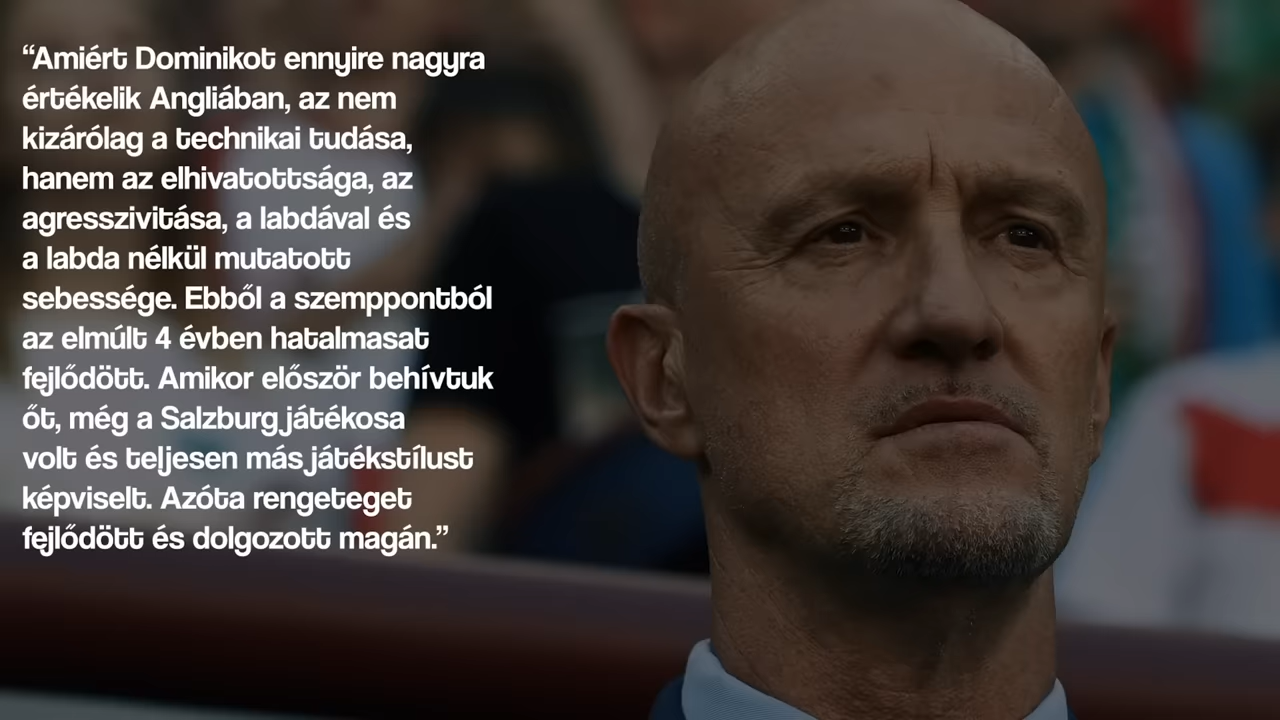 “Amiért Dominikot ennyire nagyra
értékelik Angliában, az nem
kizárólag a technikai tudása,
hanem az elhivatottsága, az
agresszivitása, a labdával és
a labda nélkül mutatott
sebessége. Ebből a szemppontból
az elmúlt 4 évben hatalmasat
fejlődött. Amikor először behívtuk
őt, még a Salzburg játékosa
volt és teljesen más játékstílust
képviselt. Azóta rengeteget
fejlődött és dolgozott magán.”